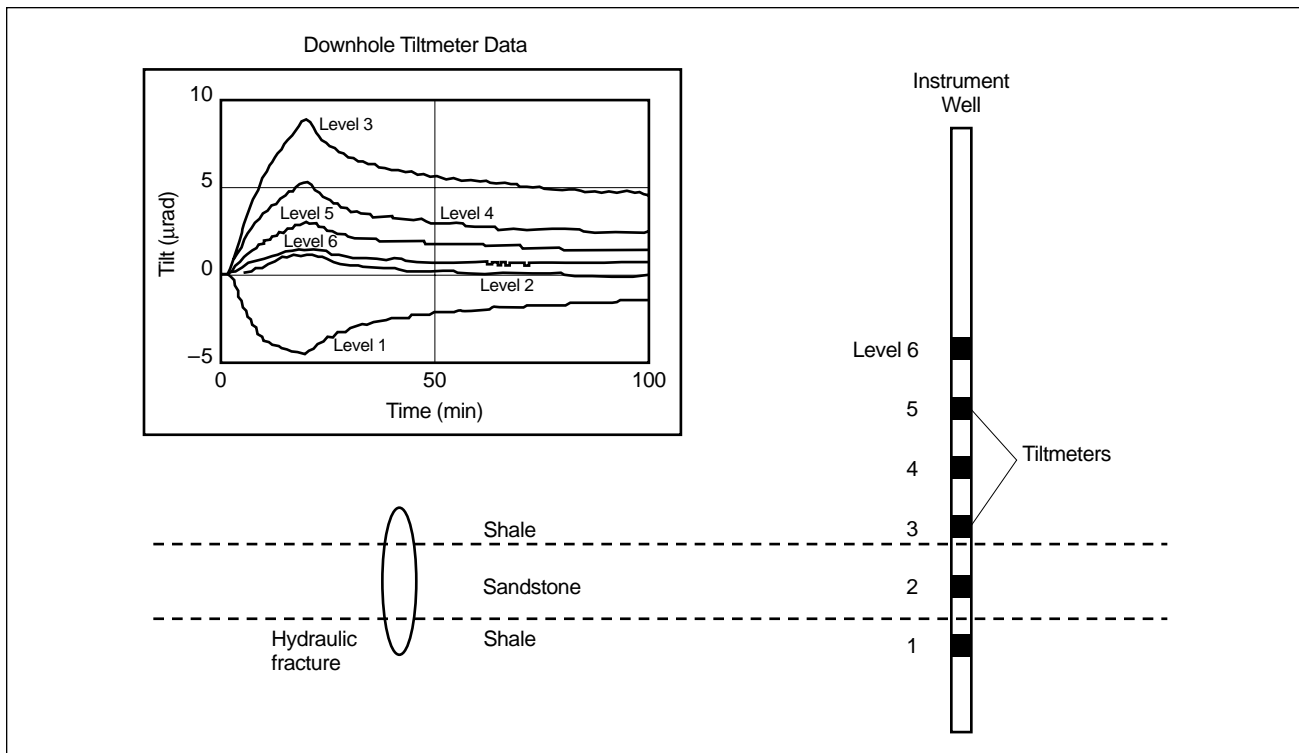 Downhole Tiltmeter Data
10
5
0
–5
Tilt (µrad)
Level 3
Level 5
Level 4
Level 6
Level 2
Level 1
0
50
100
Time (min)
Instrument
Well
Level 6
5
4
3
2
1
Tiltmeters
Shale
Sandstone
Shale
Hydraulic
fracture